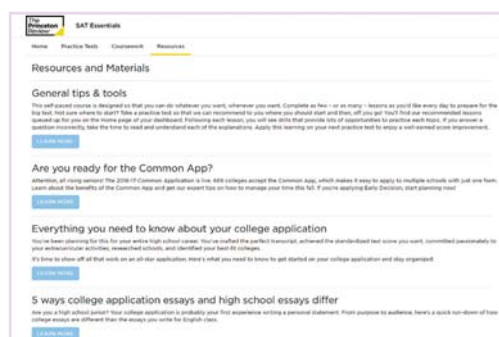 The
Princeton
Review
SAT Essentials
Home Practice Tests Coursework Resources
Resources and Materials
General tips & tools
This self-paced course is designed so that you can do whatever you want, whenever you want. Complete as few – or as many – lessons as you'd like every day to prepare for the
big test. Not sure where to start? Take a practice test so that we can recommend to you where you should start and then, off you go! You'll find our recommended lessons
queued up for you on the Home page of your dashboard. Following each lesson, you will see drills that provide lots of opportunities to practice each topic. If you answer a
question incorrectly, take the time to read and understand each of the explanations. Apply this learning on your next practice test to enjoy a well-earned score improvement.
LEARN MORE
Are you ready for the Common App?
Attention, all rising seniors! The 2016-17 Common Application is live. 669 colleges accept the Common App, which makes it easy to apply to multiple schools with just one form.
Learn about the benefits of the Common App and get our expert tips on how to manage your time this fall. If you're applying Early Decision, start planning now!
LEARN MORE
Everything you need to know about your college application
You've been planning for this for your entire high school career. You've crafted the perfect transcript, achieved the standardized test score you want, committed passionately to
your extracurricular activities, researched schools, and identified your best-fit colleges.
It's time to show off all that work on an all-star application. Here's what you need to know to get started on your college application and stay organized:
LEARN MORE
5 ways college application essays and high school essays differ
Are you a high school junior? Your college application is probably your first experience writing a personal statement. From purpose to audience, here's a quick run-down of how
college essays are different than the essays you write for English class.
LEARN MORE